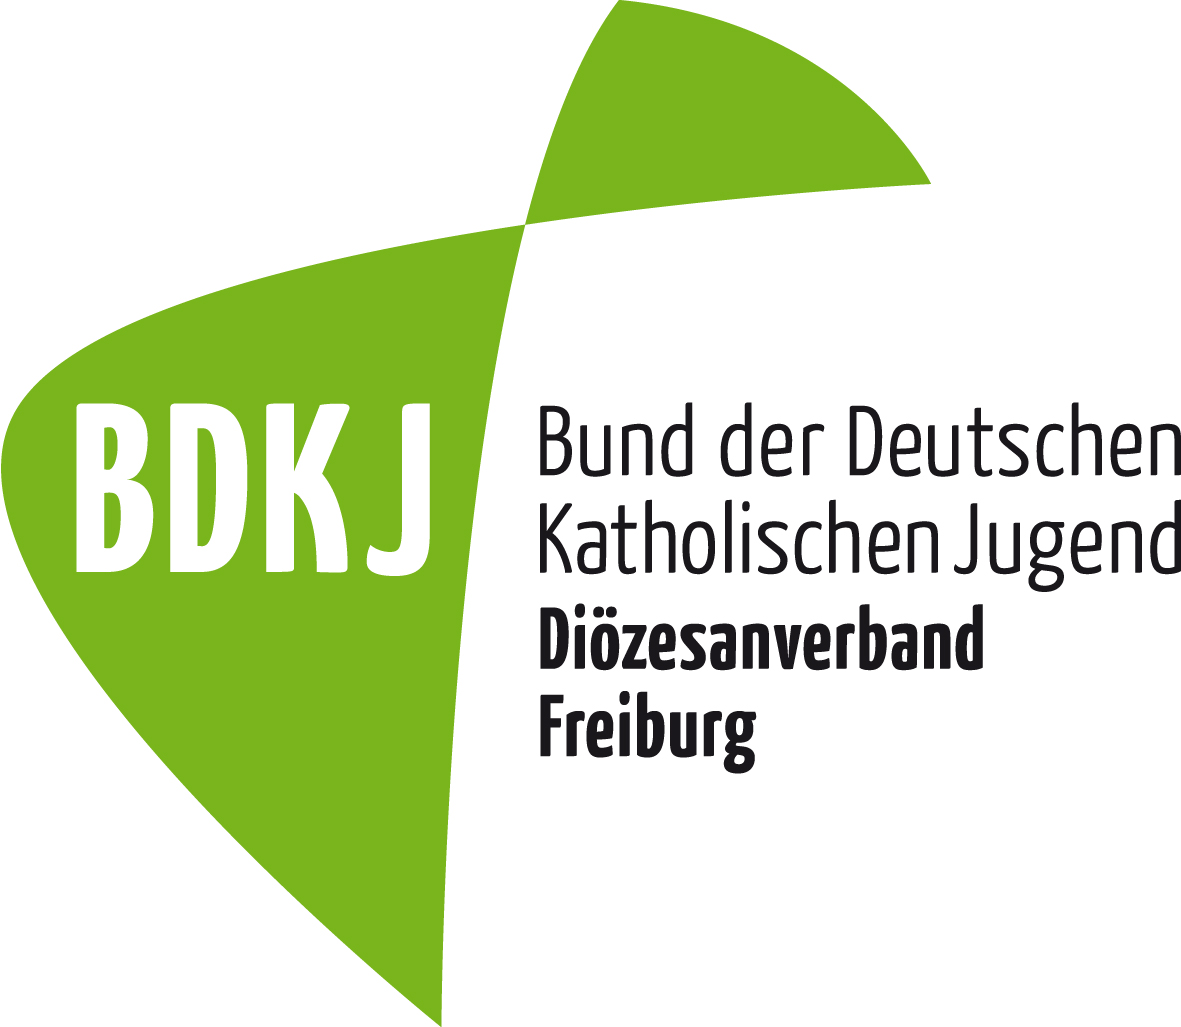 BDKJ
Bund der Deutschen
Katholischen Jugend
Diözesanverband
Freiburg